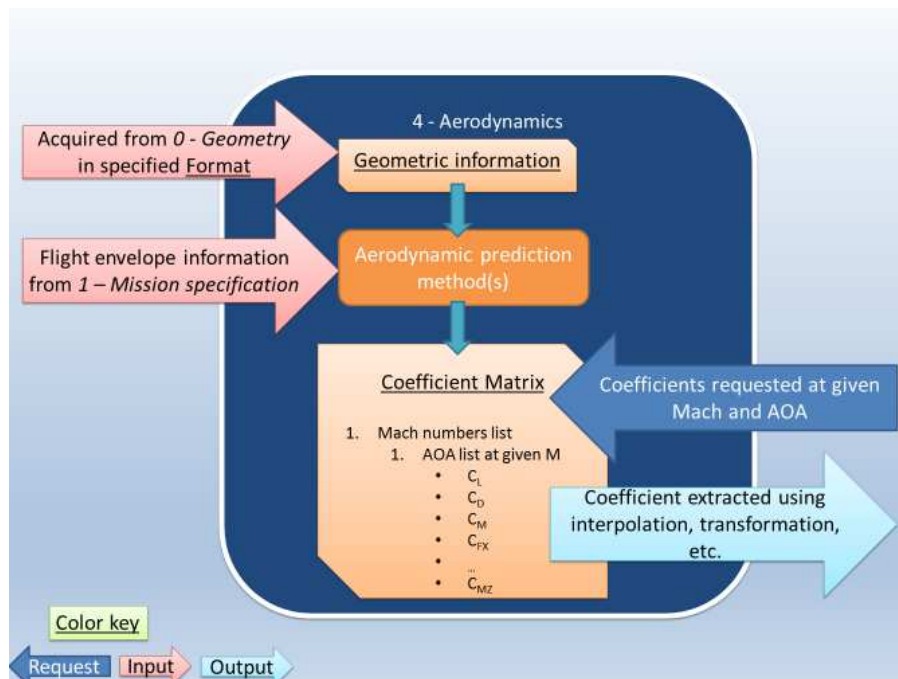 4 - Aerodynamics
Acquired from 0 - Geometry
in specified Format
Geometric information
Flight envelope information
from 1 – Mission specification
Aerodynamic prediction
method(s)
Coefficient Matrix
1. Mach numbers list
1. AOA list at given M
• CL
• CD
• CM
• CFX
• ...
• CMZ
Coefficients requested at given
Mach and AOA
Coefficient extracted using
interpolation, transformation,
etc.
Color key
Request
Input
Output